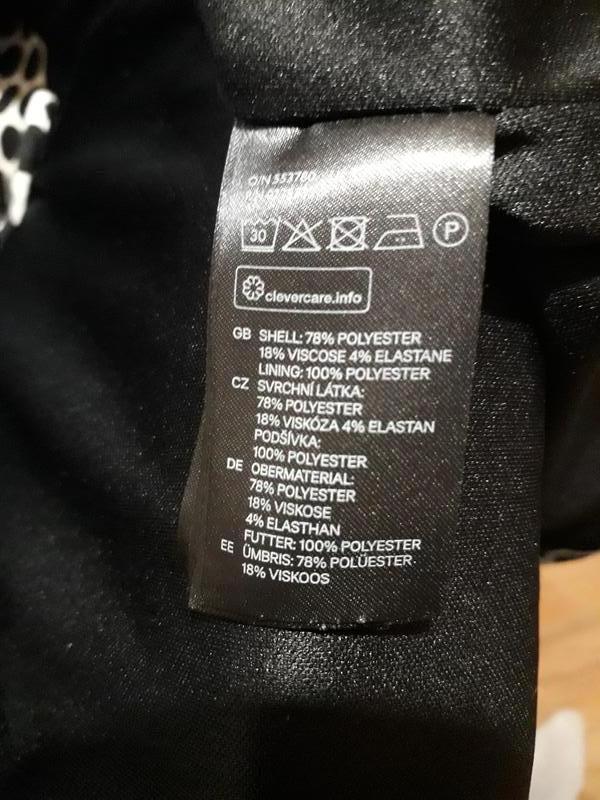 O/N 553780
30
P
clevercare.info
GB SHELL: 78% POLYESTER
18% VISCOSE 4% ELASTANE
LINING: 100% POLYESTER
CZ SVRCHNÍ LÁTKA:
78% POLYESTER
18% VISKÓZA 4% ELASTAN
PODŠÍVKA:
100% POLYESTER
DE OBERMATERIAL:
78% POLYESTER
18% VISKOSE
4% ELASTHAN
FUTTER: 100% POLYESTER
EE ÜMBRIS: 78% POLÜESTER
18% VISKOOS